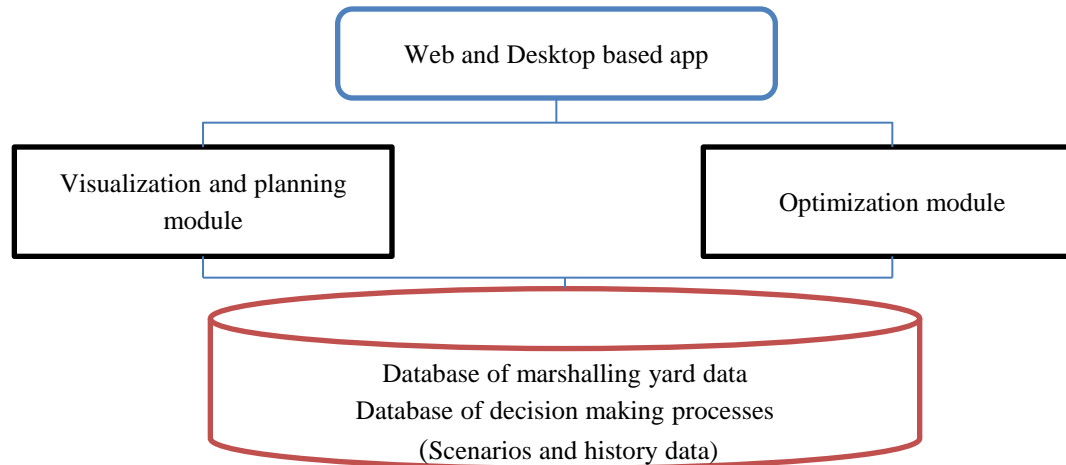 Web and Desktop based app
Visualization and planning
module
Optimization module
Database of marshalling yard data
Database of decision making processes
(Scenarios and history data)